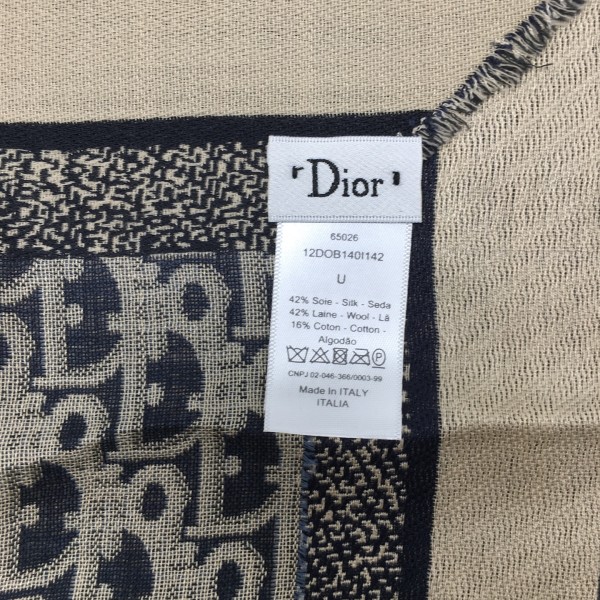 Dior
65026
12DOB140I142
U
42% Soie - Silk - Seda
42% Laine - Wool - Lã
16% Coton - Cotton -
Algodão
CNPJ 02-046-366/0003-99
Made In ITALY
ITALIA